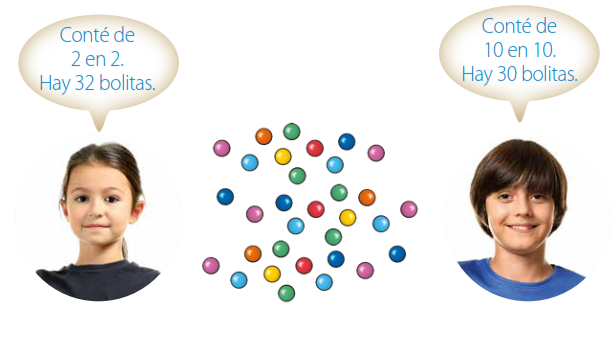 Conté de
2 en 2.
Hay 32 bolitas.
Conté de
10 en 10.
Hay 30 bolitas.